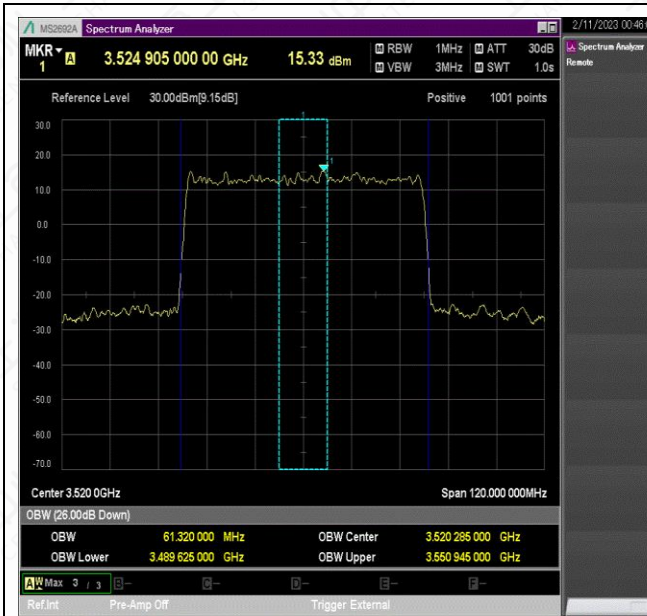 MS2692A Spectrum Analyzer
2/11/2023 00:46:
MKR 1 A 3.524 905 000 00 GHz 15.33 dBm
M RBW 1MHz M ATT 30dB
M VBW 3MHz M SWT 1.0s
Spectrum Analyzer
Remote
Reference Level 30.00dBm[9.15dB] Positive 1001 points
30.0
1
20.0
1
10.0
0.0
-10.0
-20.0
-30.0
-40.0
-50.0
-60.0
-70.0
Center 3.520 0GHz Span 120.000 000MHz
OBW (26.00dB Down)
OBW 61.320 000 MHz OBW Center 3.520 285 000 GHz
OBW Lower 3.489 625 000 GHz OBW Upper 3.550 945 000 GHz
A W Max 3 / 3 B- C- D- E- F-
Ref.Int Pre-Amp Off Trigger External